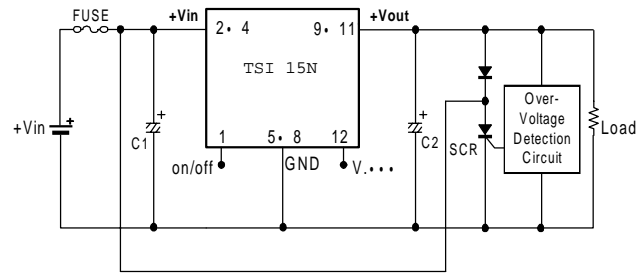 FUSE
+Vin
+Vout
2• 4
9• 11
TSI 15N
+
+Vin
+
C1
1
5• 8
12
on/off
GND
V.•••
+
C2
SCR
Over-
Voltage
Detection
Circuit
Load